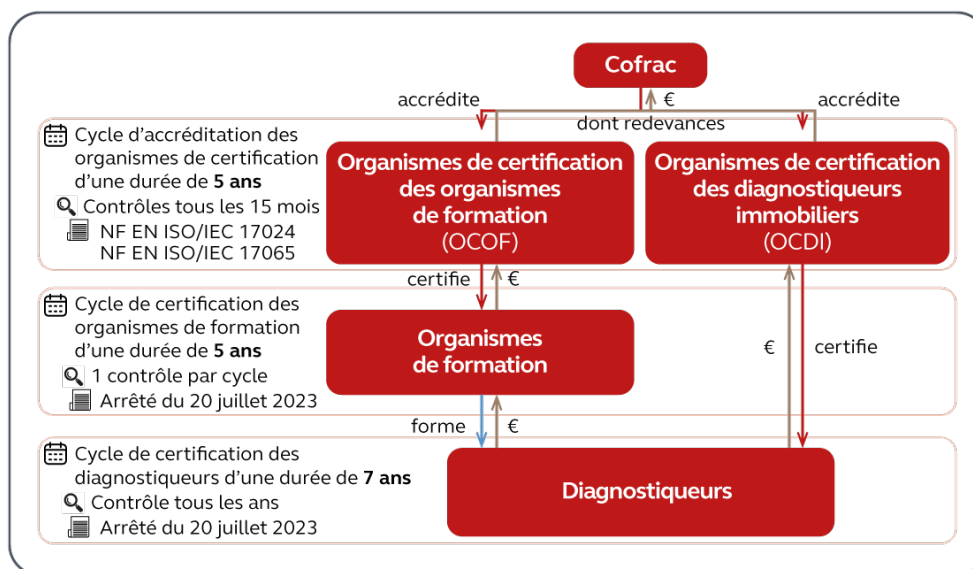 Cofrac
accrédite
€
accrédite
dont redevances
Cycle d'accréditation des
organismes de certification
d'une durée de 5 ans
Contrôles tous les 15 mois
NF EN ISO/IEC 17024
NF EN ISO/IEC 17065
Organismes de certification
des organismes
de formation
(OCOF)
Organismes de certification
des diagnostiqueurs
immobiliers
(OCDI)
certifie
€
Cycle de certification des
organismes de formation
d'une durée de 5 ans
1 contrôle par cycle
Arrêté du 20 juillet 2023
Organismes
de formation
€
certifie
forme
€
Cycle de certification des
diagnostiqueurs d'une durée de 7 ans
Contrôle tous les ans
Arrêté du 20 juillet 2023
Diagnostiqueurs